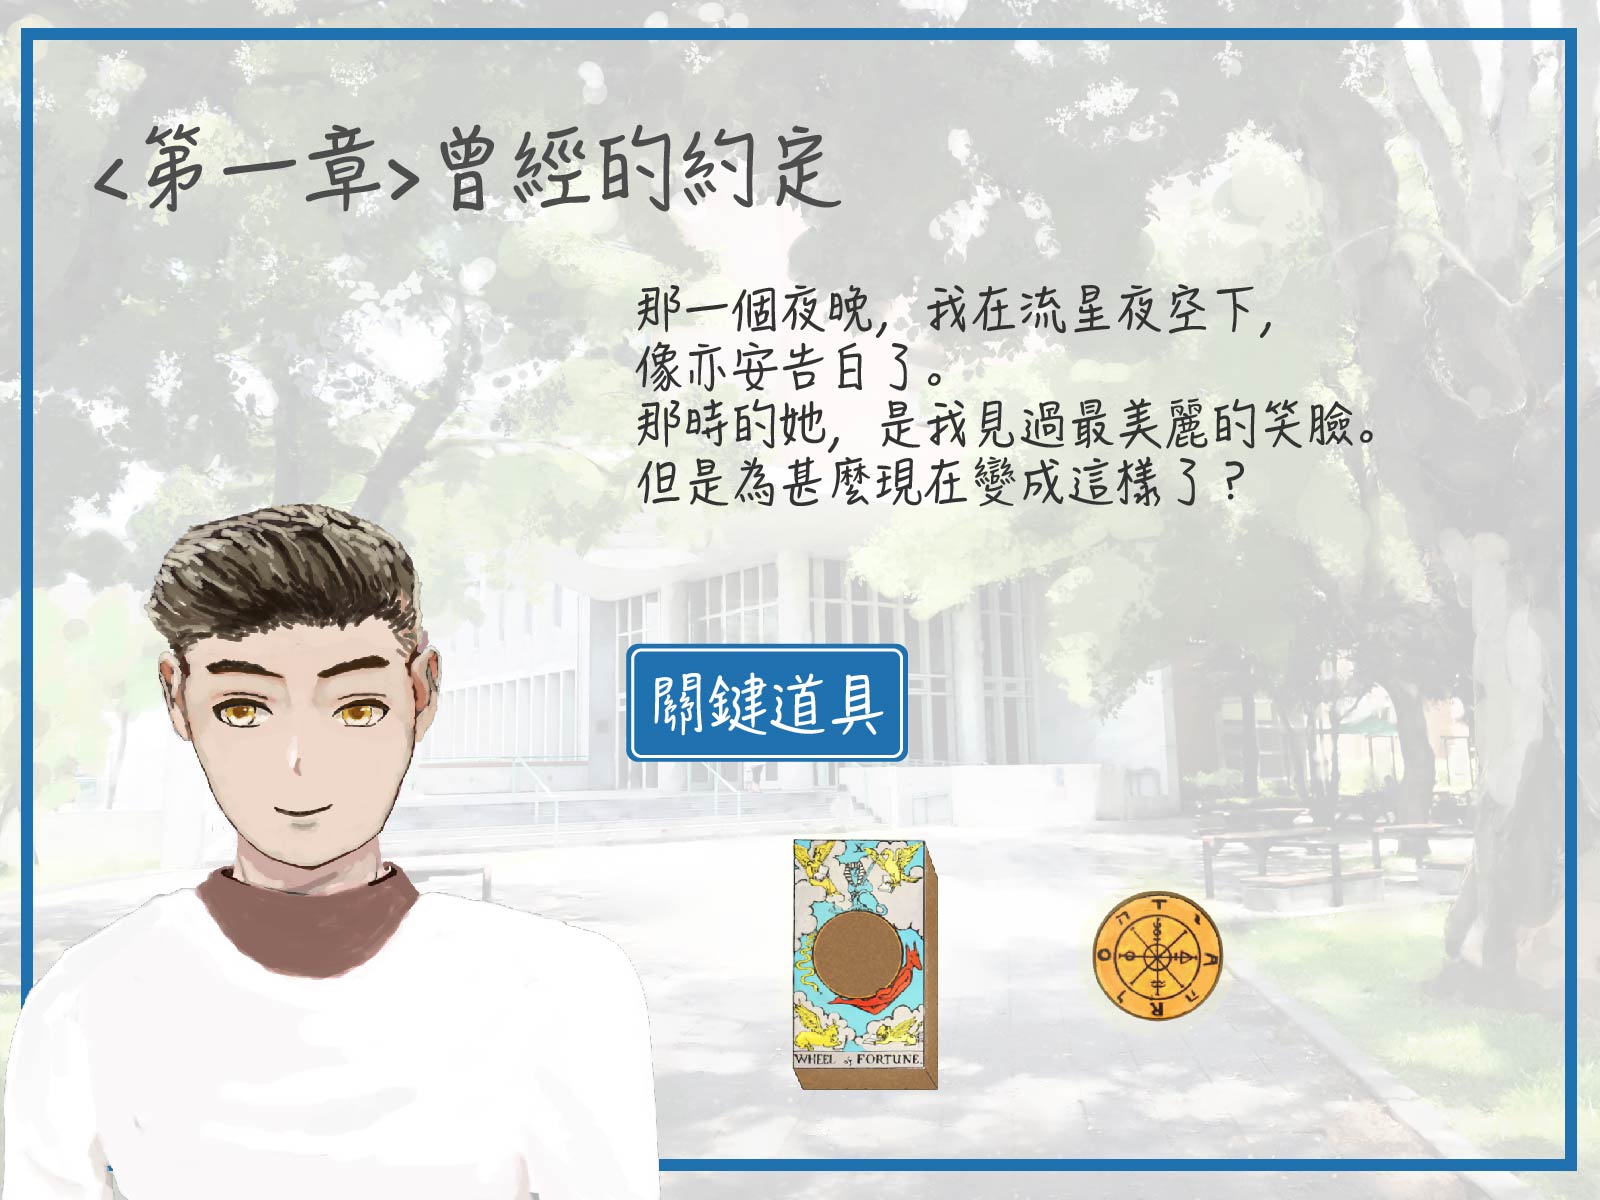 <第一章>曾經的約定
那一個夜晚，我在流星夜空下，
像亦安告白了。
那時的她，是我見過最美麗的笑臉。
但是為甚麼現在變成這樣了？
關鍵道具
X
WHEEL of FORTUNE.